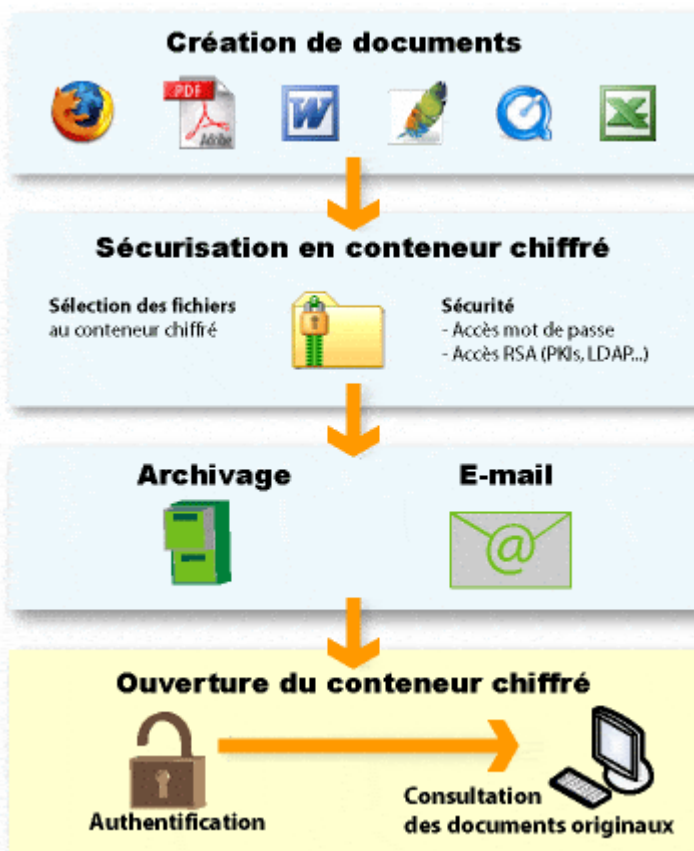 Création de documents
PDF
Adobe
W
X
Sécurisation en conteneur chiffré
Sélection des fichiers
au conteneur chiffré
Sécurité
- Accès mot de passe
- Accès RSA (PKIs, LDAP...)
Archivage
E-mail
@
Ouverture du conteneur chiffré
Authentification
Consultation
des documents originaux